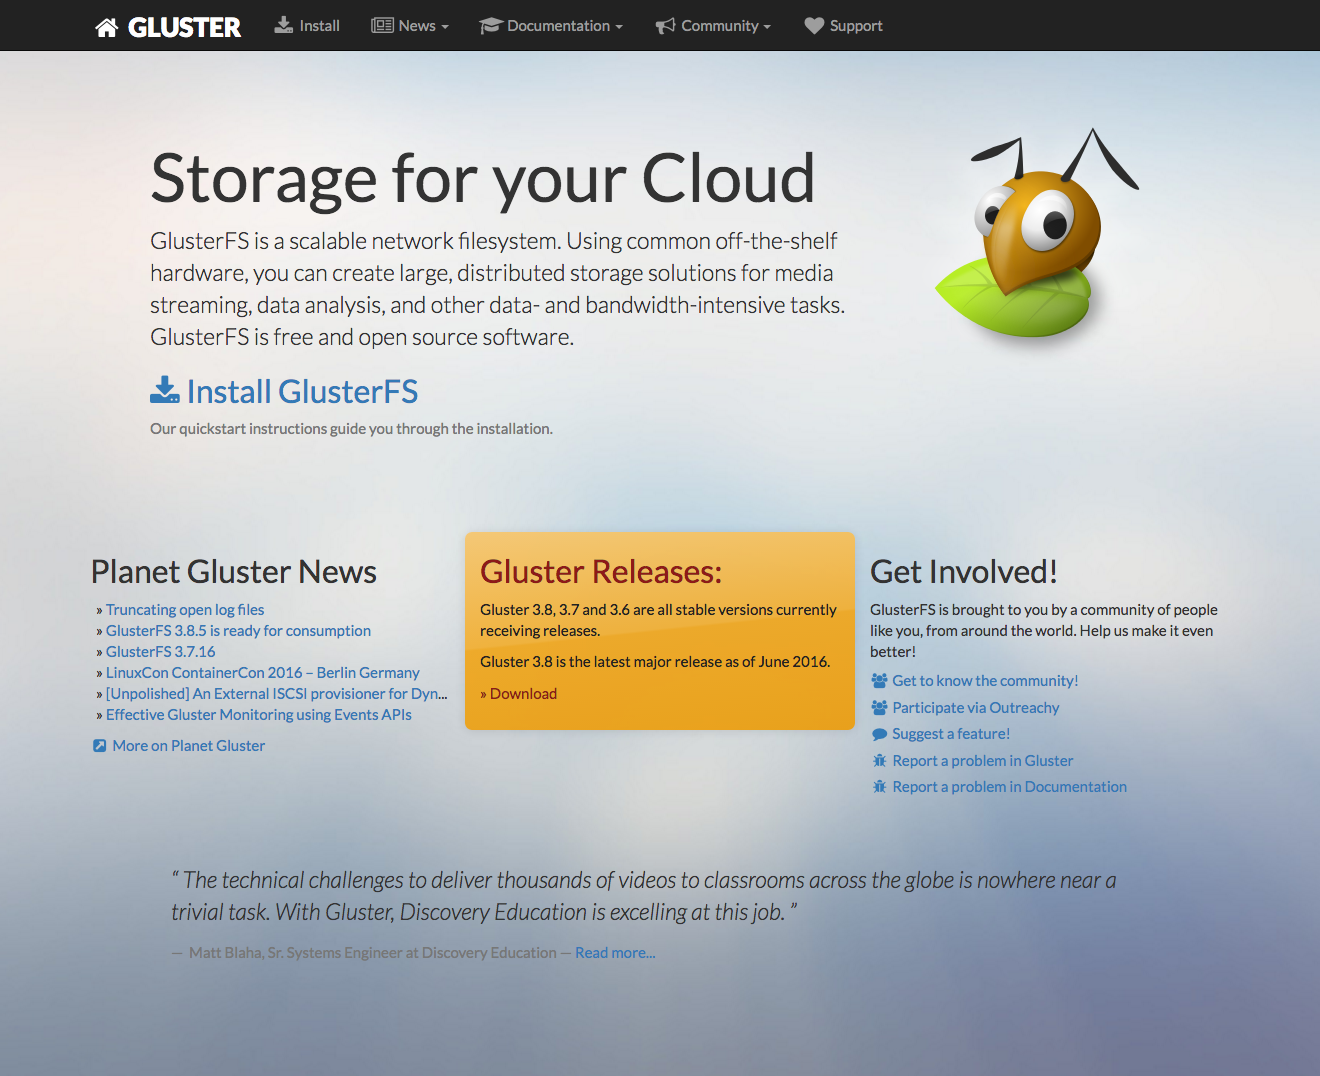 GLUSTER Install News Documentation Community Support
Storage for your Cloud
GlusterFS is a scalable network filesystem. Using common off-the-shelf
hardware, you can create large, distributed storage solutions for media
streaming, data analysis, and other data- and bandwidth-intensive tasks.
GlusterFS is free and open source software.
Install GlusterFS
Our quickstart instructions guide you through the installation.
Planet Gluster News
» Truncating open log files
» GlusterFS 3.8.5 is ready for consumption
» GlusterFS 3.7.16
» LinuxCon ContainerCon 2016 – Berlin Germany
» [Unpolished] An External ISCSI provisioner for Dyn...
» Effective Gluster Monitoring using Events APIs
More on Planet Gluster
Gluster Releases:
Gluster 3.8, 3.7 and 3.6 are all stable versions currently
receiving releases.
Gluster 3.8 is the latest major release as of June 2016.
» Download
Get Involved!
GlusterFS is brought to you by a community of people
like you, from around the world. Help us make it even
better!
Get to know the community!
Participate via Outreachy
Suggest a feature!
Report a problem in Gluster
Report a problem in Documentation
“ The technical challenges to deliver thousands of videos to classrooms across the globe is nowhere near a
trivial task. With Gluster, Discovery Education is excelling at this job. ”
— Matt Blaha, Sr. Systems Engineer at Discovery Education — Read more...